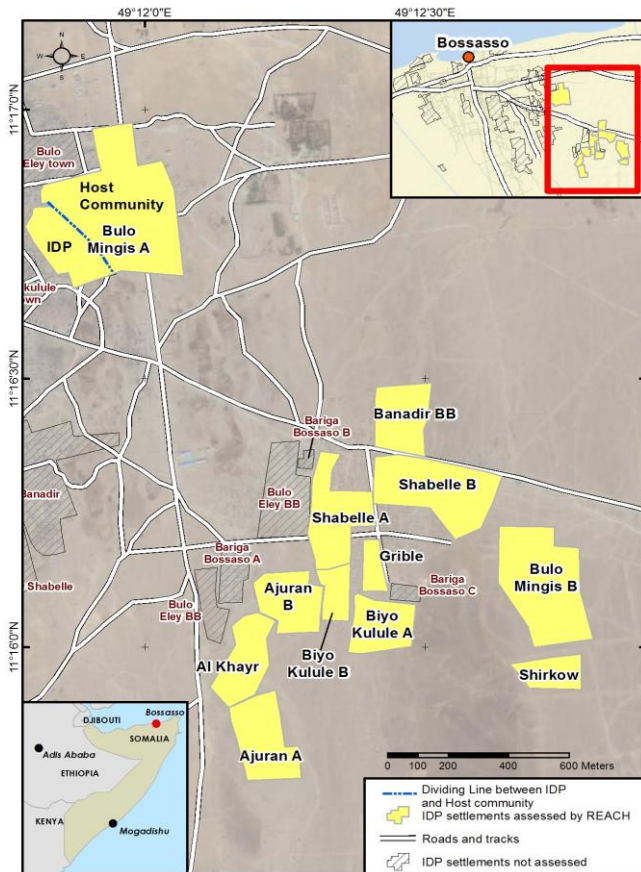 49°12'0"E
49°12'30"E
N
W
E
S
Bossasso
11°17'0"N
Bulo
Eley town
Host
Community
Bulo
Mingis A
IDP
kulule
own
11°16'30"N
Banadir BB
Bariga
Bossaso B
Banadir
Bulo
Eley BB
Shabelle B
Shabelle A
Bariga
Bossaso A
Grible
Shabelle
Bulo
Mingis B
Ajuran
B
Bariga
Bossaso C
Bulo
Eley BB
Biyo
Kulule A
11°16'0"N
Al Khayr
Biyo
Kulule B
Shirkow
Ajuran A
DJIBOUTI
Bossasso
SOMALIA
Adis Ababa
ETHIOPIA
KENYA
Mogadishu
0 100 200 400 600 Meters
Dividing Line between IDP
and Host community
IDP settlements assessed by REACH
Roads and tracks
IDP settlements not assessed